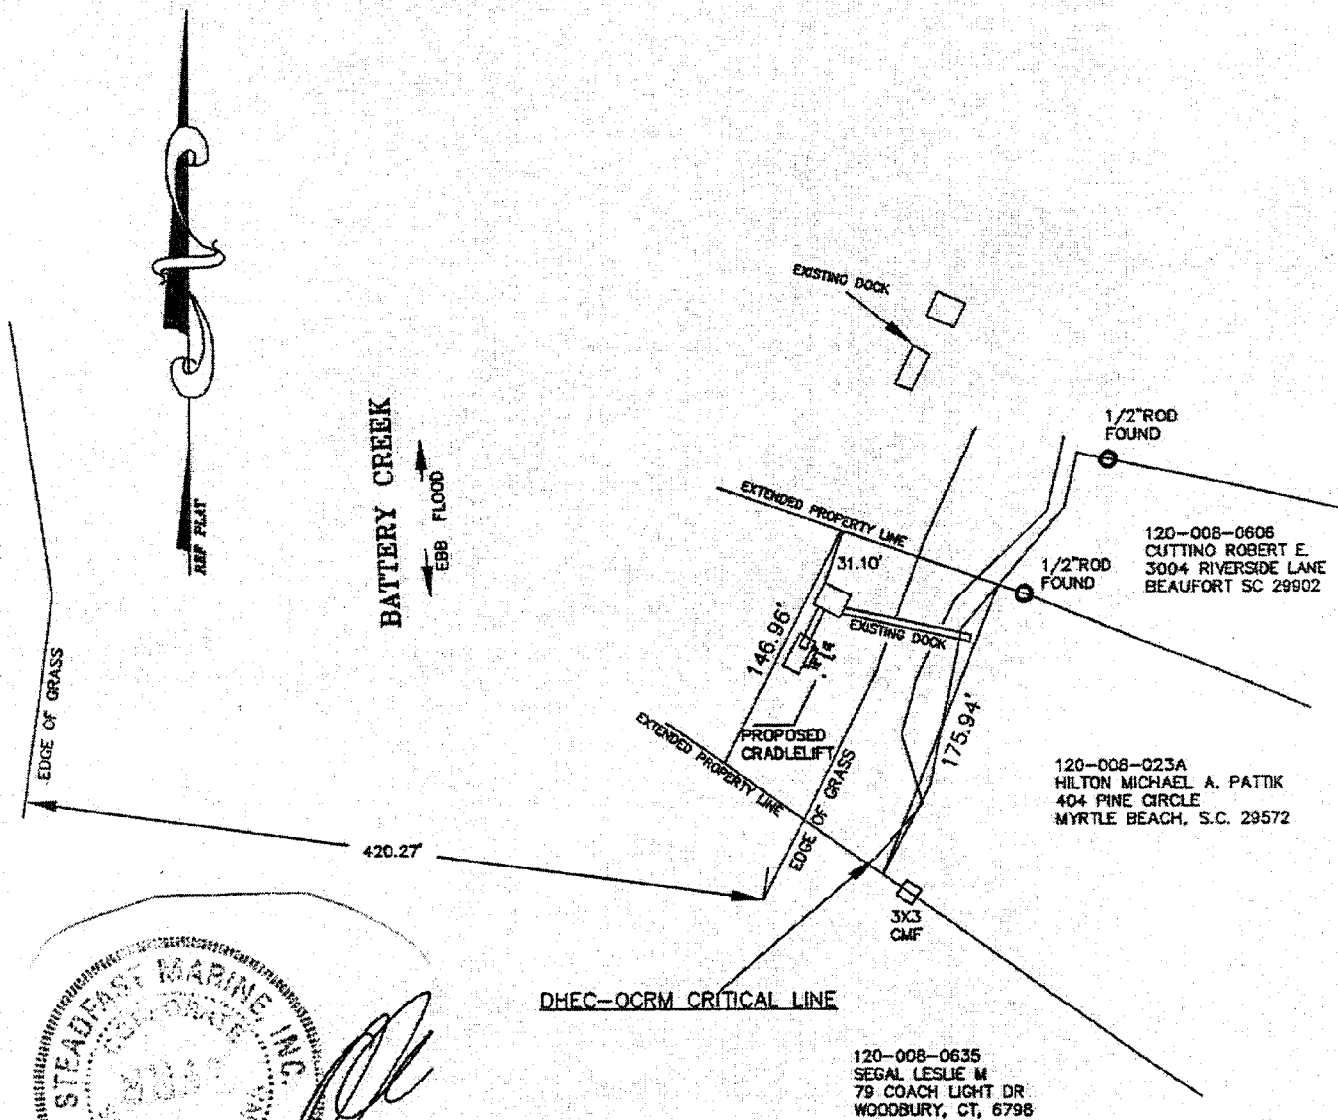 EXISTING DOCK
1/2"ROD
FOUND
BATTERY CREEK
EBB FLOOD
REF PLAT
EXTENDED PROPERTY LINE
120-008-0606
CUTTINO ROBERT E.
3004 RIVERSIDE LANE
BEAUFORT SC 29902
31.10'
1/2"ROD
FOUND
146.96'
EXISTING DOCK
EDGE OF GRASS
EXTENDED PROPERTY LINE
PROPOSED
CRADLELIFT
175.94'
120-008-023A
HILTON MICHAEL A. PATTIK
404 PINE CIRCLE
MYRTLE BEACH, S.C. 29572
EDGE OF GRASS
420.27'
3X3
CMF
DHEC-OCRM CRITICAL LINE
STEADFAST MARINE, INC.
CORPORATE
120-008-0635
SEGAL LESLIE M
79 COACH LIGHT DR
WOODBURY, CT, 6798